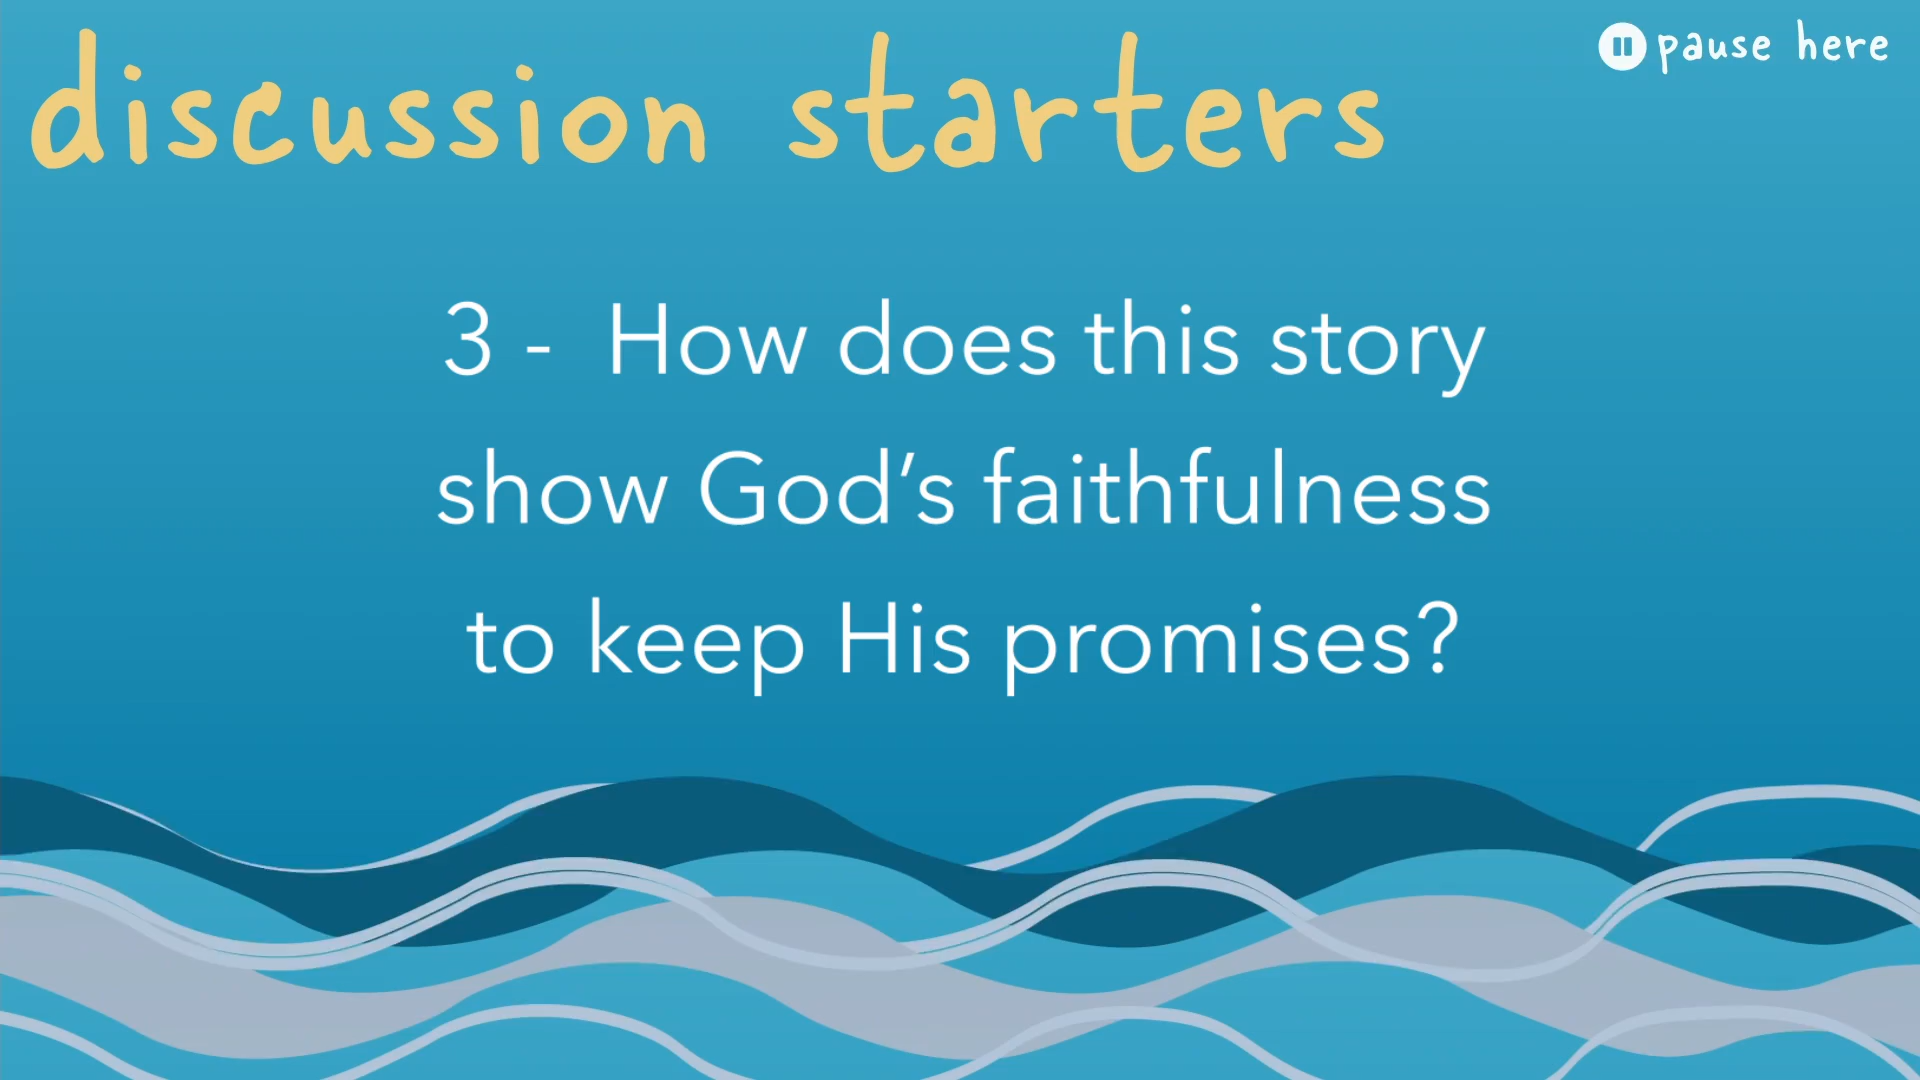 discussion starters
pause here
3 - How does this story
show God’s faithfulness
to keep His promises?